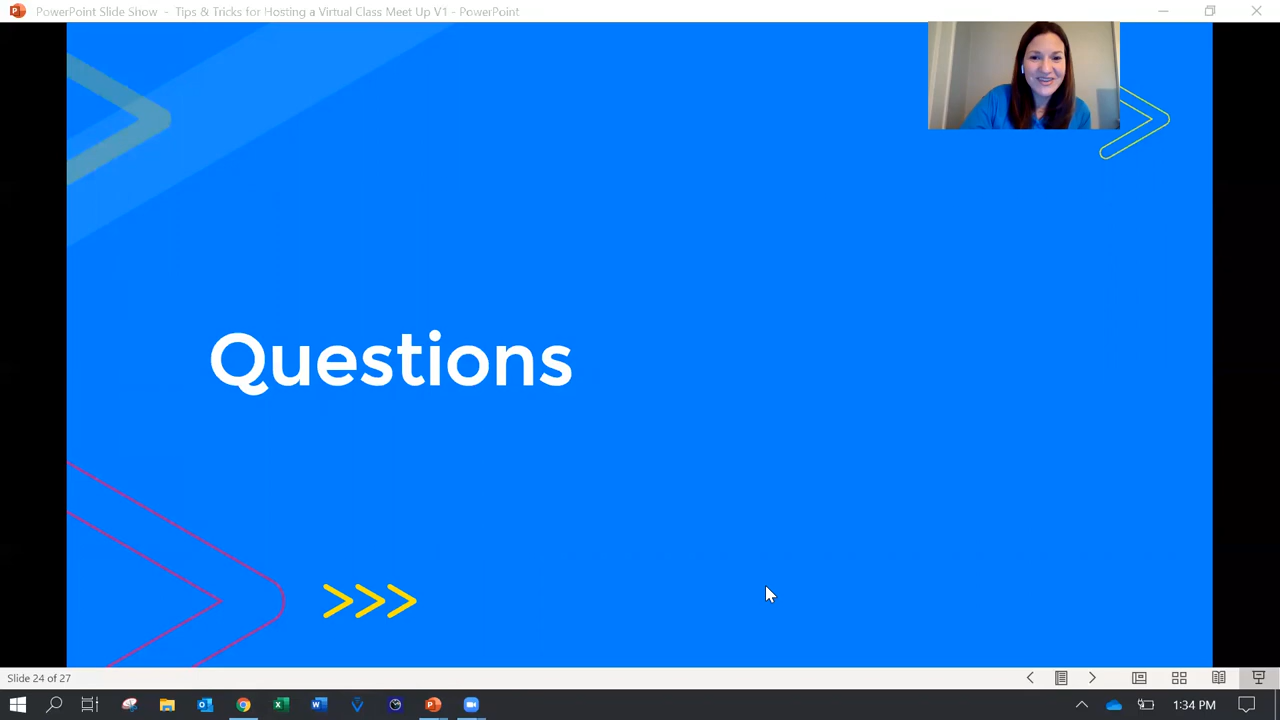 PowerPoint Slide Show - Tips & Tricks for Hosting a Virtual Class Meet Up V1 - PowerPoint
Questions
Slide 24 of 27
1:34 PM